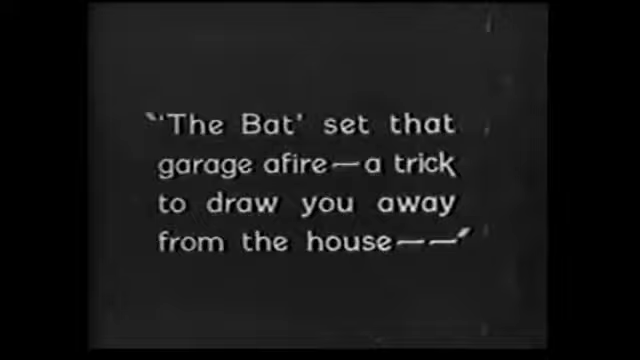 "'The Bat' set that
garage afire—a trick
to draw you away
from the house——"